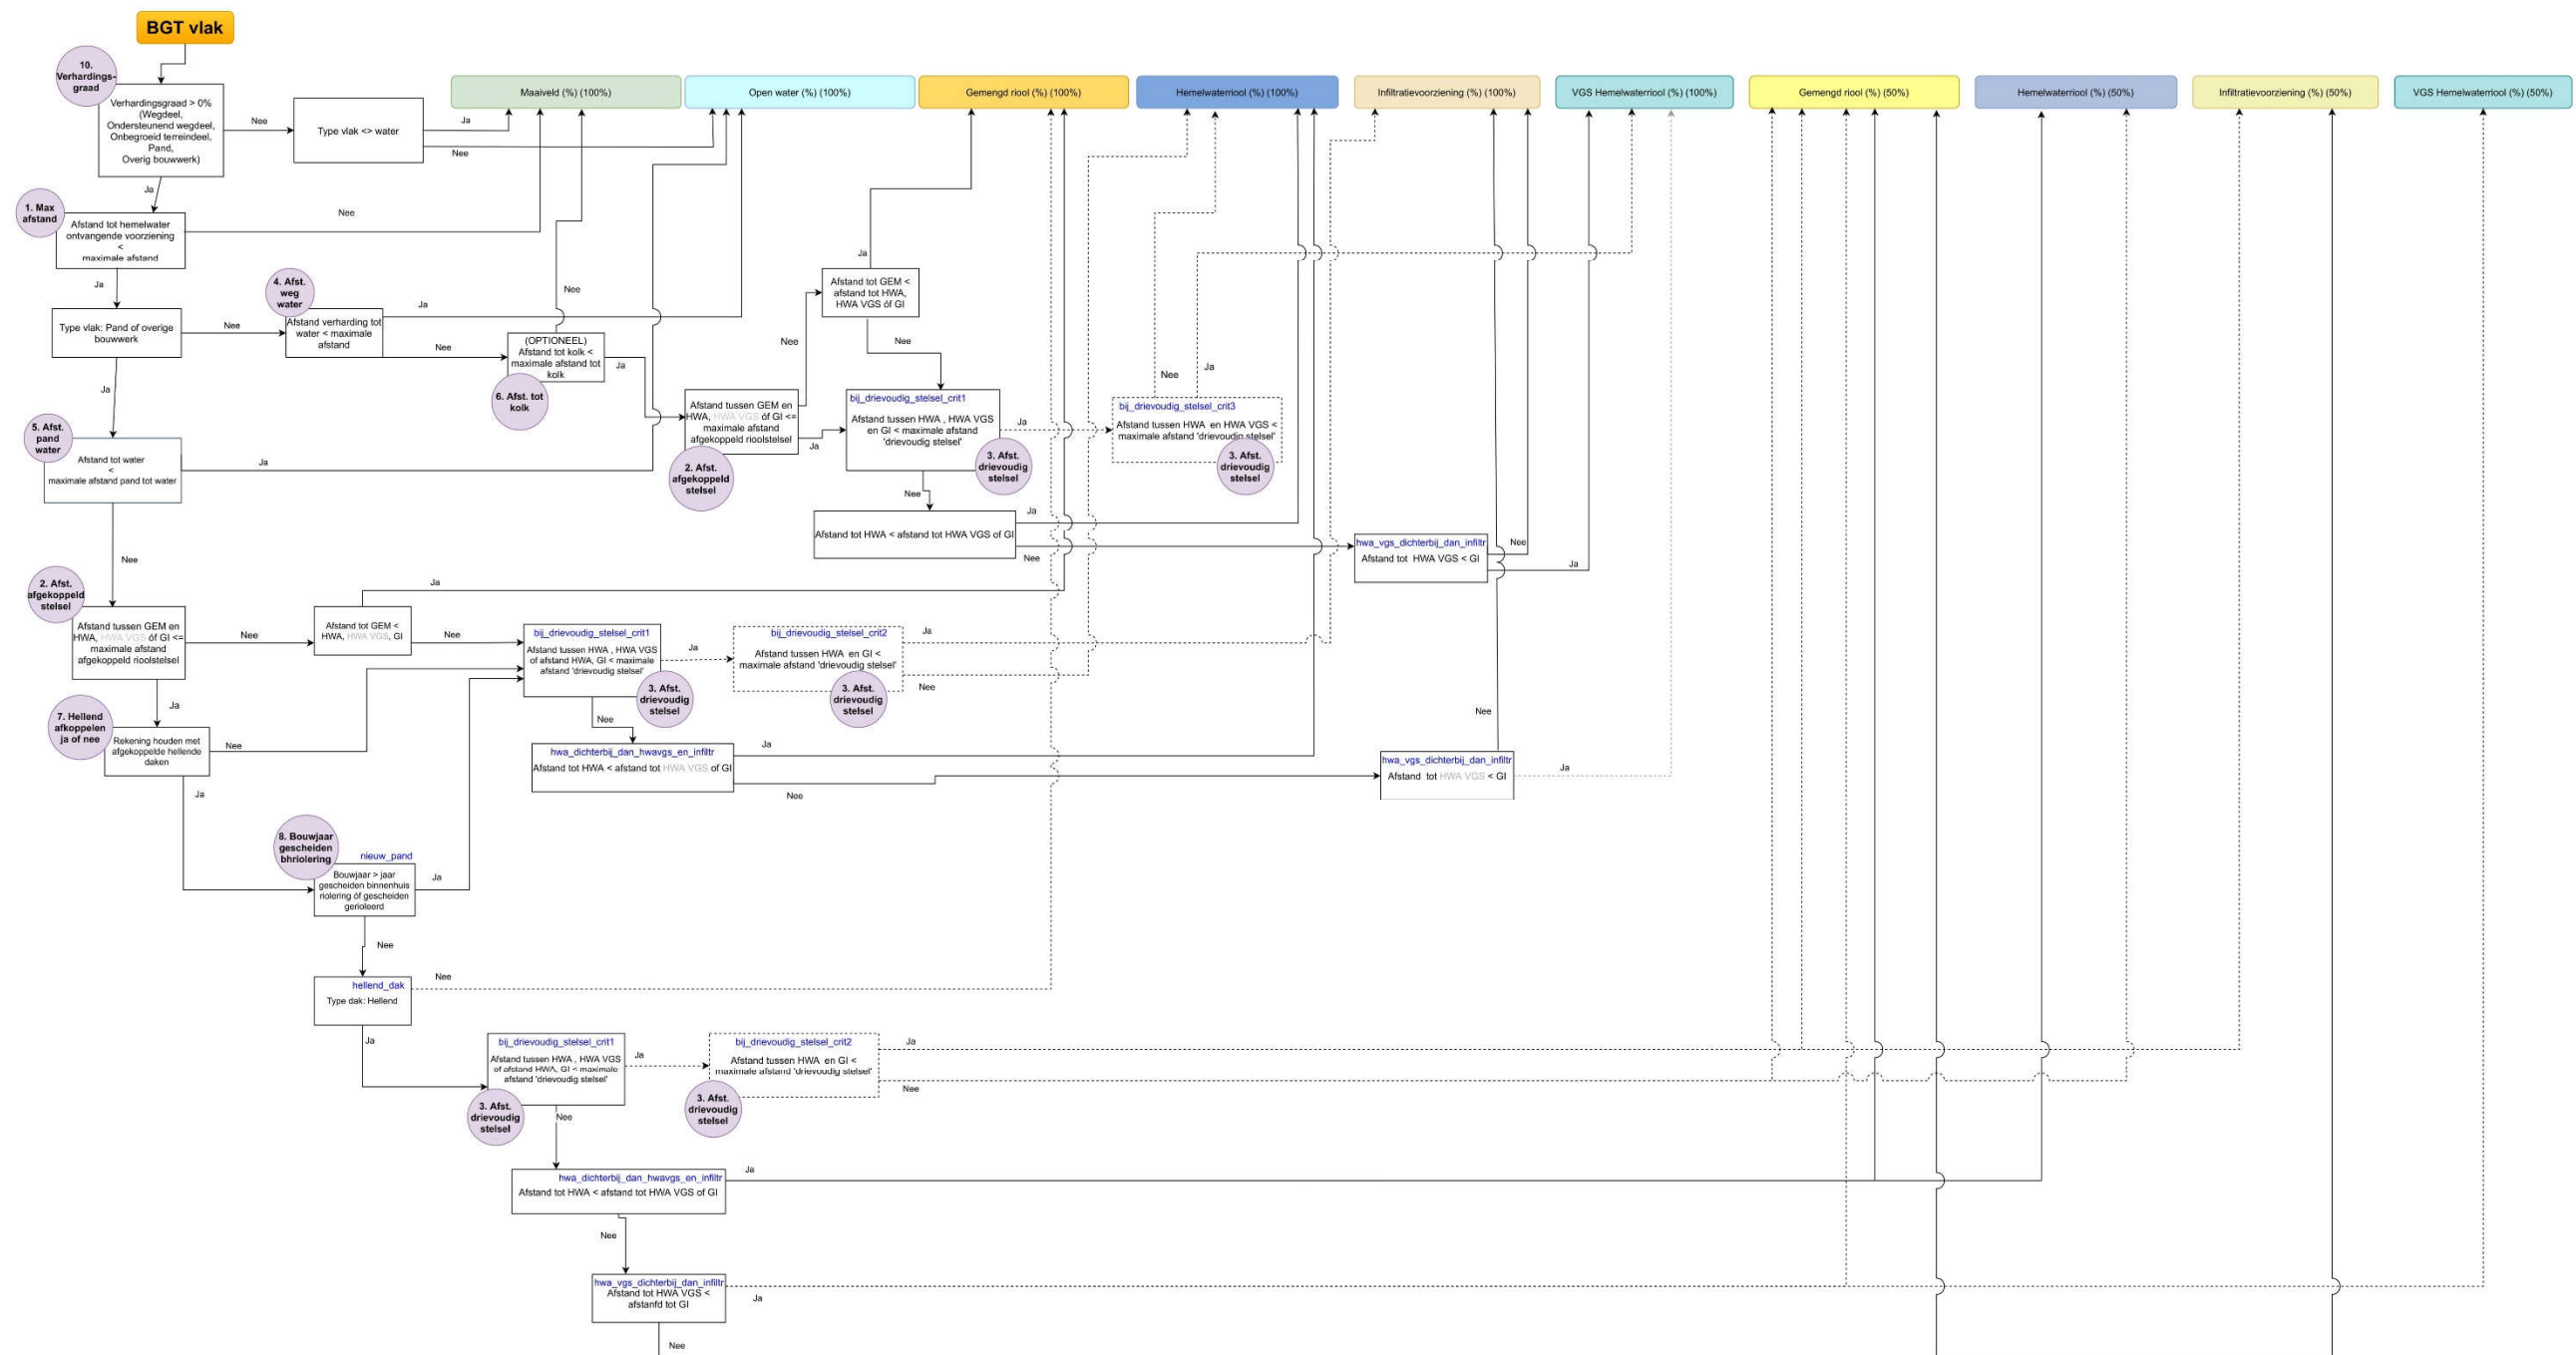 BGT vlak
10.
Verhardings-
graad
Verhardingsgraad > 0%
(Wegdeel,
Ondersteunend wegdeel,
Onbegroeid terreindeel,
Pand,
Overig bouwwerk)
Nee
Type vlak <> water
Ja
Nee
Maaiveld (%) (100%)
Open water (%) (100%)
Gemengd riool (%) (100%)
Hemelwaterriool (%) (100%)
Infiltratievoorziening (%) (100%)
VGS Hemelwaterriool (%) (100%)
Gemengd riool (%) (50%)
Hemelwaterriool (%) (50%)
Infiltratievoorziening (%) (50%)
VGS Hemelwaterriool (%) (50%)
Ja
1. Max
afstand
Afstand tot hemelwater
ontvangende voorziening
<
maximale afstand
Nee
Ja
Type vlak: Pand of overige
bouwwerk
Nee
4. Afst.
weg
water
Afstand verharding tot
water < maximale
afstand
Ja
Nee
(OPTIONEEL)
Afstand tot kolk <
maximale afstand tot
kolk
6. Afst. tot
kolk
Nee
Ja
Afstand tussen GEM en
HWA, HWA VGS óf GI <=
maximale afstand
afgekoppeld rioolstelsel
2. Afst.
afgekoppeld
stelsel
Nee
Ja
Afstand tot GEM <
afstand tot HWA,
HWA VGS óf GI
Ja
Nee
bij_drievoudig_stelsel_crit1
Afstand tussen HWA , HWA VGS
en GI < maximale afstand
'drievoudig stelsel'
3. Afst.
drievoudig
stelsel
Ja
Nee
bij_drievoudig_stelsel_crit3
Afstand tussen HWA  en HWA VGS <
maximale afstand 'drievoudig stelsel'
3. Afst.
drievoudig
stelsel
Nee
Ja
Afstand tot HWA < afstand tot HWA VGS of GI
Ja
Nee
hwa_vgs_dichterbij_dan_infiltr
Afstand tot  HWA VGS < GI
Nee
Ja
Ja
5. Afst.
pand
water
Afstand tot water
<
maximale afstand pand tot water
Ja
Nee
2. Afst.
afgekoppeld
stelsel
Afstand tussen GEM en
HWA, HWA VGS óf GI <=
maximale afstand
afgekoppeld rioolstelsel
Nee
Afstand tot GEM <
HWA, HWA VGS, GI
Ja
Nee
bij_drievoudig_stelsel_crit1
Afstand tussen HWA , HWA VGS
of afstand HWA, GI < maximale
afstand 'drievoudig stelsel'
3. Afst.
drievoudig
stelsel
Ja
Nee
bij_drievoudig_stelsel_crit2
Afstand tussen HWA  en GI <
maximale afstand 'drievoudig stelsel'
3. Afst.
drievoudig
stelsel
Ja
Nee
Ja
7. Hellend
afkoppelen
ja of nee
Rekening houden met
afgekoppelde hellende
daken
Nee
Ja
hwa_dichterbij_dan_hwavgs_en_infiltr
Afstand tot HWA < afstand tot HWA VGS of GI
Ja
Nee
hwa_vgs_dichterbij_dan_infiltr
Afstand  tot HWA VGS < GI
Nee
Ja
8. Bouwjaar
gescheiden
bhriolering
nieuw_pand
Bouwjaar > jaar
gescheiden binnenhuis
riolering óf gescheiden
gerioleerd
Ja
Nee
hellend_dak
Type dak: Hellend
Nee
Ja
bij_drievoudig_stelsel_crit1
Afstand tussen HWA , HWA VGS
of afstand HWA, GI < maximale
afstand 'drievoudig stelsel'
3. Afst.
drievoudig
stelsel
Ja
Nee
bij_drievoudig_stelsel_crit2
Afstand tussen HWA  en GI <
maximale afstand 'drievoudig stelsel'
3. Afst.
drievoudig
stelsel
Ja
Nee
hwa_dichterbij_dan_hwavgs_en_infiltr
Afstand tot HWA < afstand tot HWA VGS of GI
Ja
Nee
hwa_vgs_dichterbij_dan_infiltr
Afstand tot HWA VGS <
afstanfd tot GI
Ja
Nee